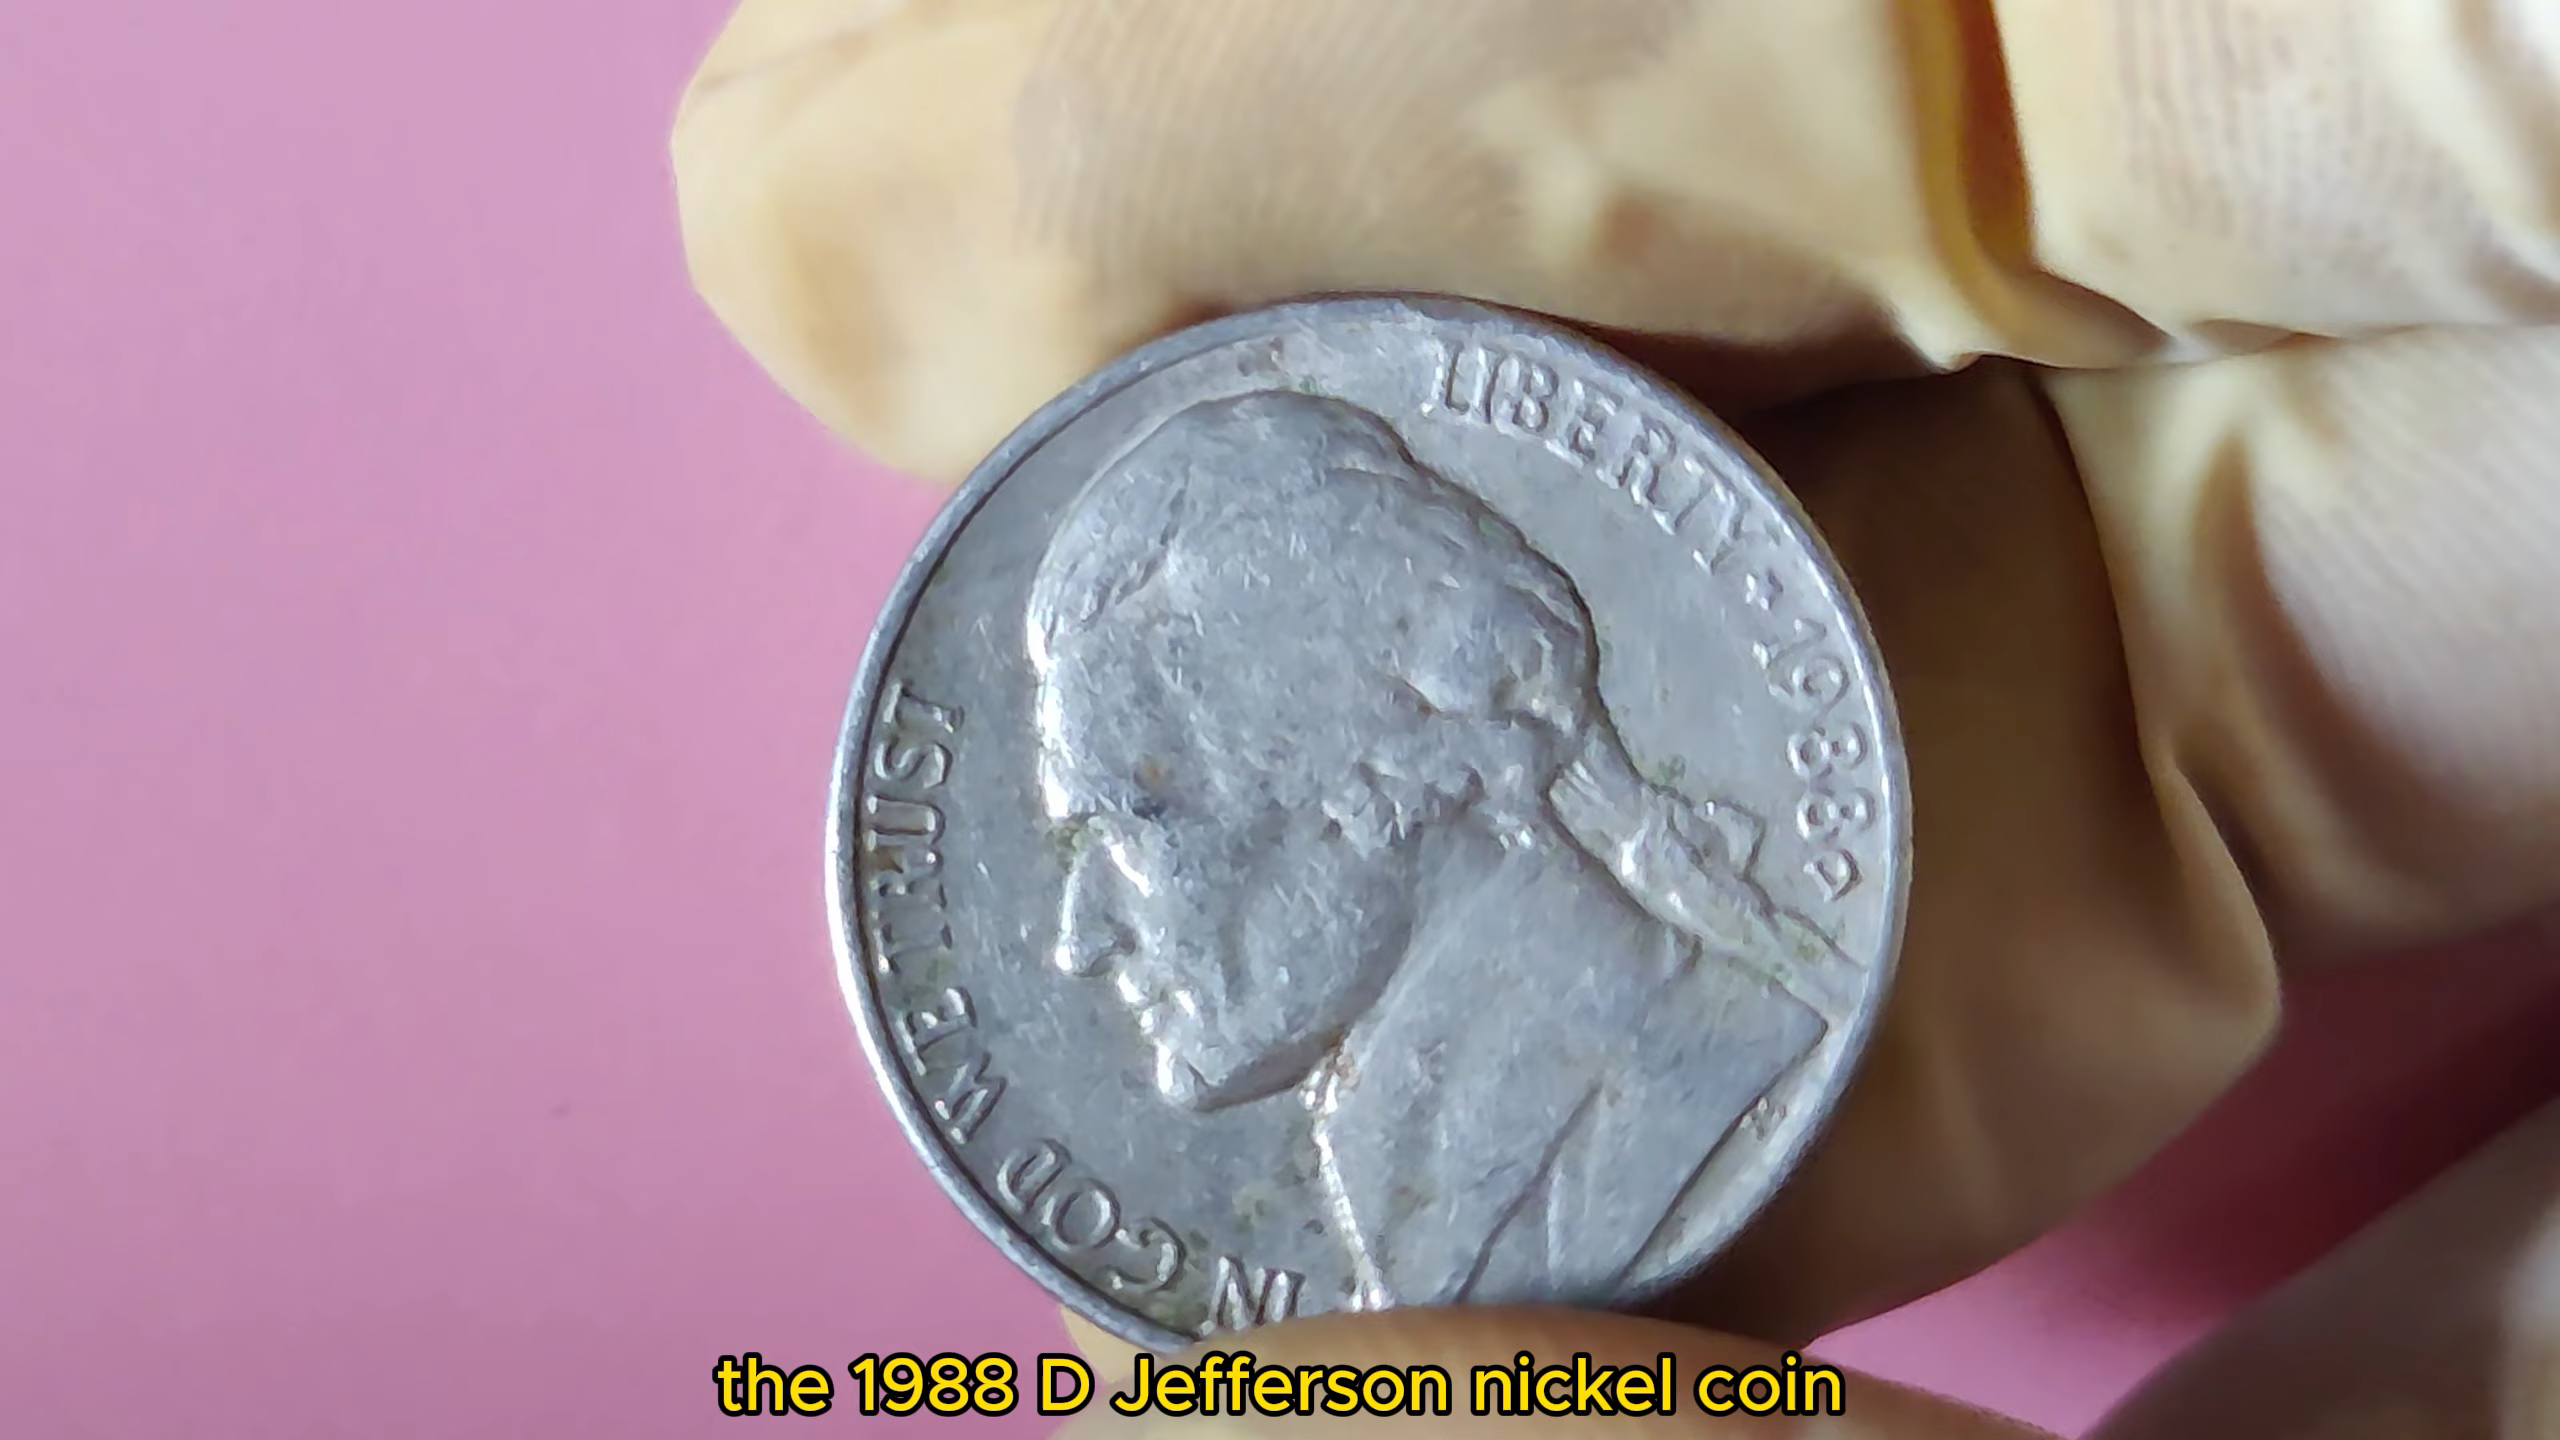 LIBERTY ★ 1988 D
IN GOD WE TRUST
the 1988 D Jefferson nickel coin